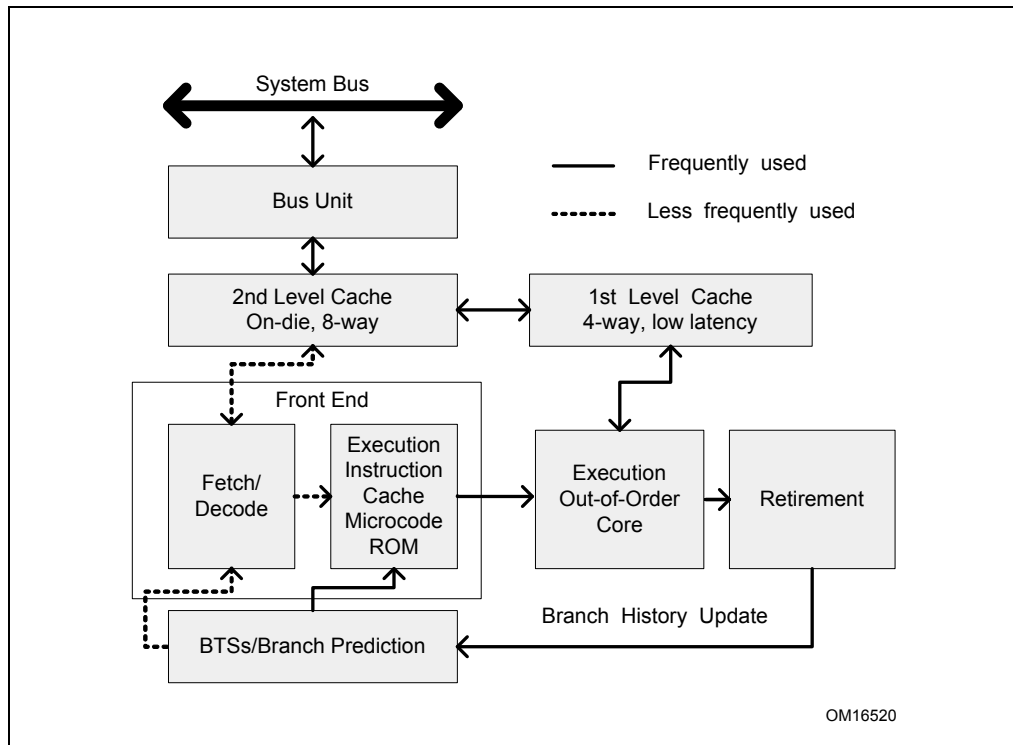 System Bus
Frequently used
Bus Unit
Less frequently used
2nd Level Cache
On-die, 8-way
1st Level Cache
4-way, low latency
Front End
Fetch/
Decode
Execution
Instruction
Cache
Microcode
ROM
Execution
Out-of-Order
Core
Retirement
Branch History Update
BTSs/Branch Prediction
OM16520